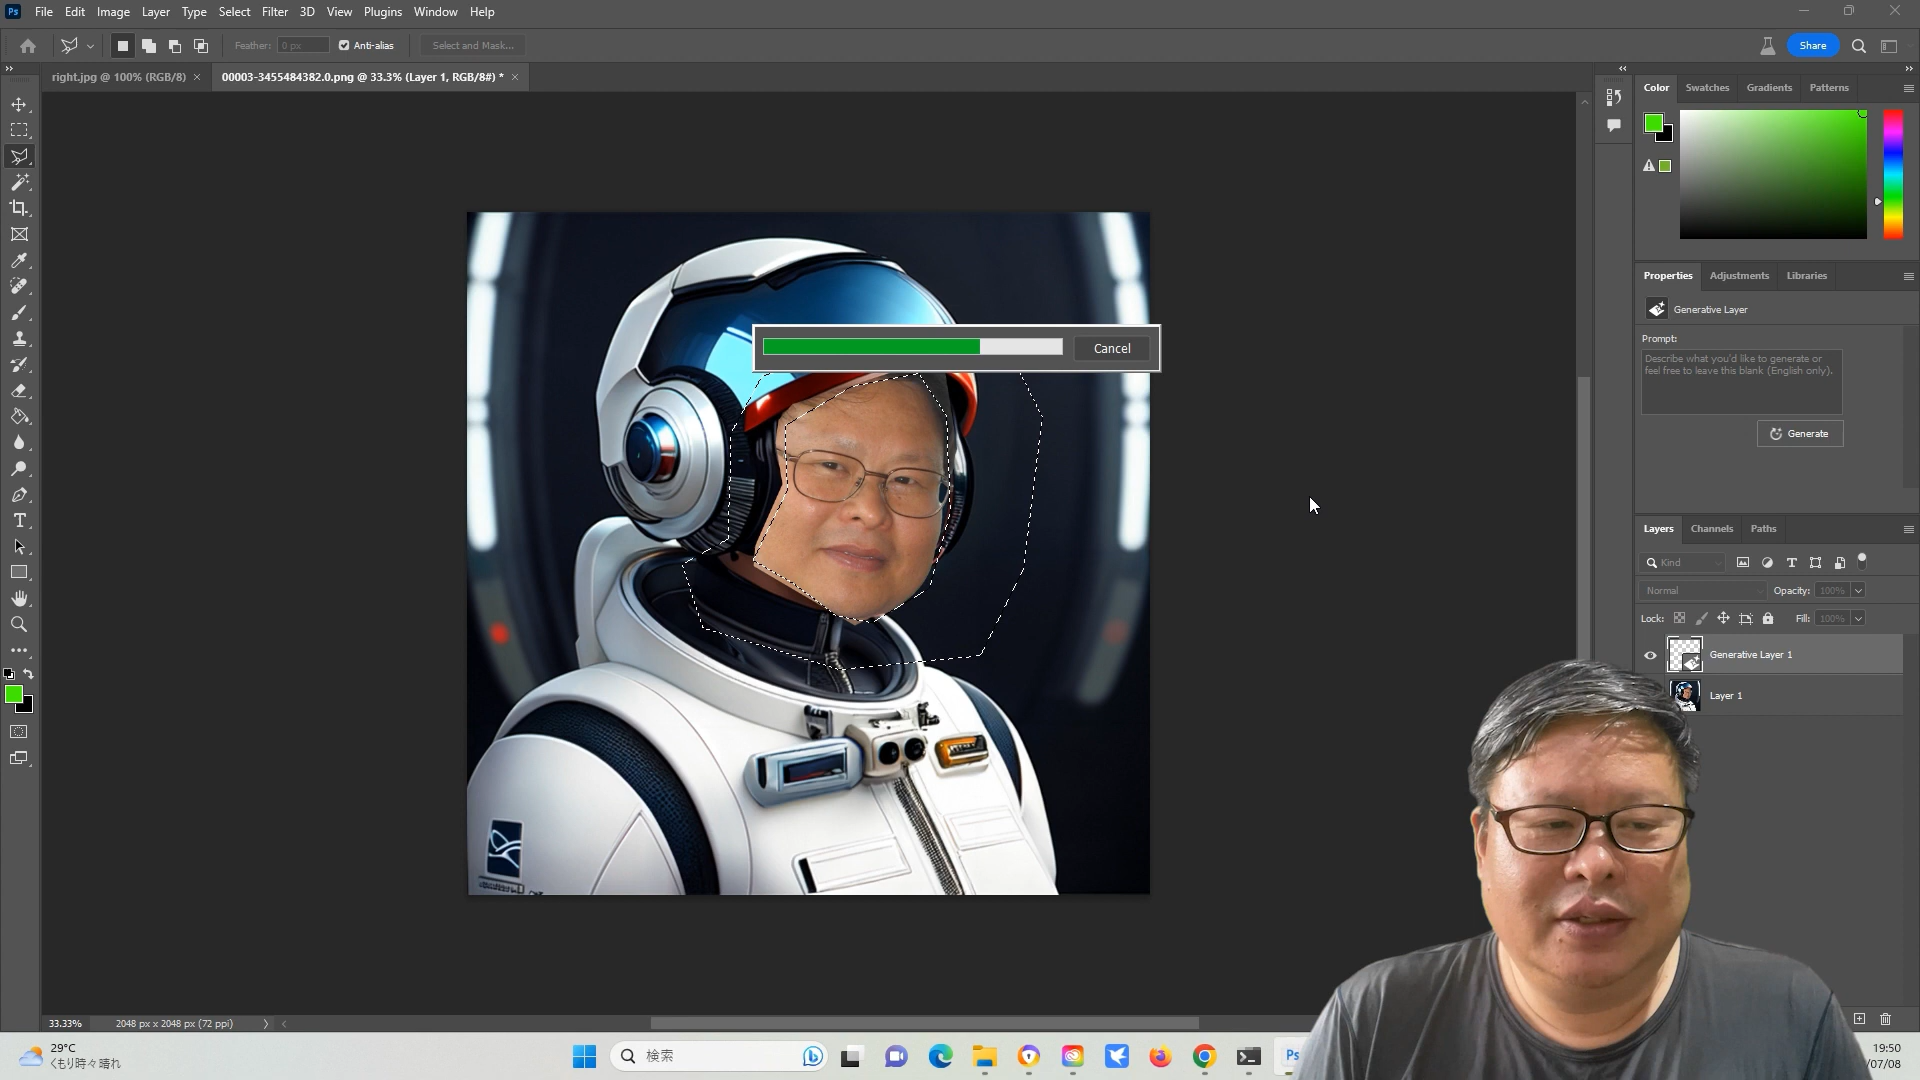 Ps File Edit Image Layer Type Select Filter 3D View Plugins Window Help
Feather: 0 px Anti-alias Select and Mask... Share
right.jpg @ 100% (RGB/8) × 00003-3455484382.0.png @ 33.3% (Layer 1, RGB/8#) * ×
Color Swatches Gradients Patterns
Properties Adjustments Libraries
Generative Layer
Prompt:
Describe what you'd like to generate or
feel free to leave this blank (English only).
Generate
Cancel
Layers Channels Paths
Kind
Normal Opacity: 100%
Lock: Fill: 100%
Generative Layer 1
Layer 1
33.33% 2048 px x 2048 px (72 ppi)
29°C
くもり時々晴れ
検索
Ps
19:50
/07/08